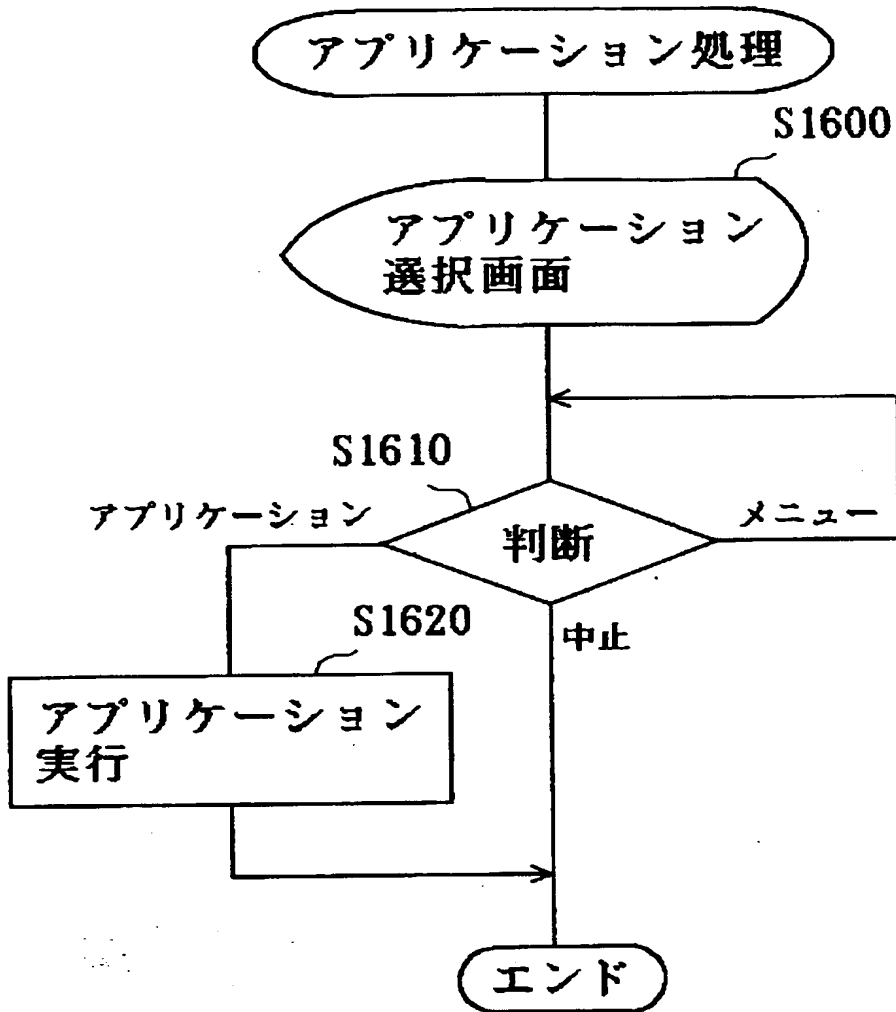 アプリケーション処理
S1600
アプリケーション
選択画面
S1610
アプリケーション
判断
メニュー
S1620
中止
アプリケーション
実行
エンド